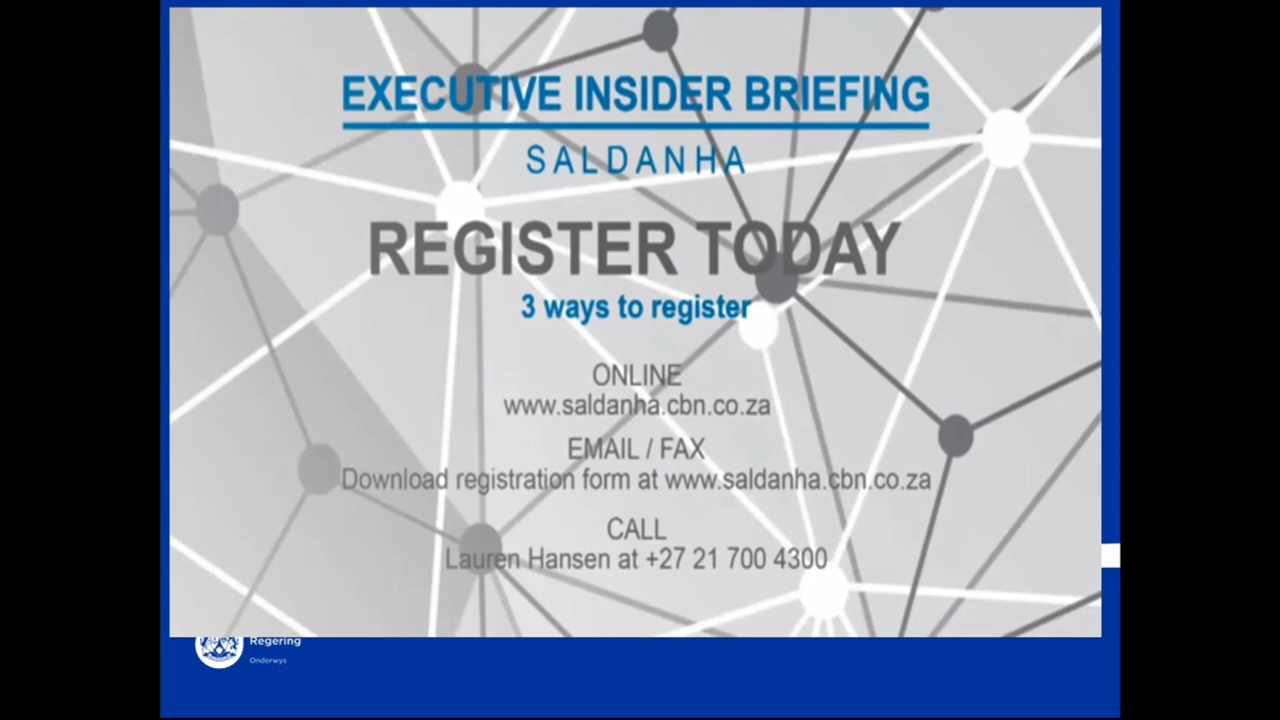 EXECUTIVE INSIDER BRIEFING
SALDANHA
REGISTER TODAY
3 ways to register
ONLINE
www.saldanha.cbn.co.za
EMAIL / FAX
Download registration form at www.saldanha.cbn.co.za
CALL
Lauren Hansen at +27 21 700 4300
Regering
Onderwys